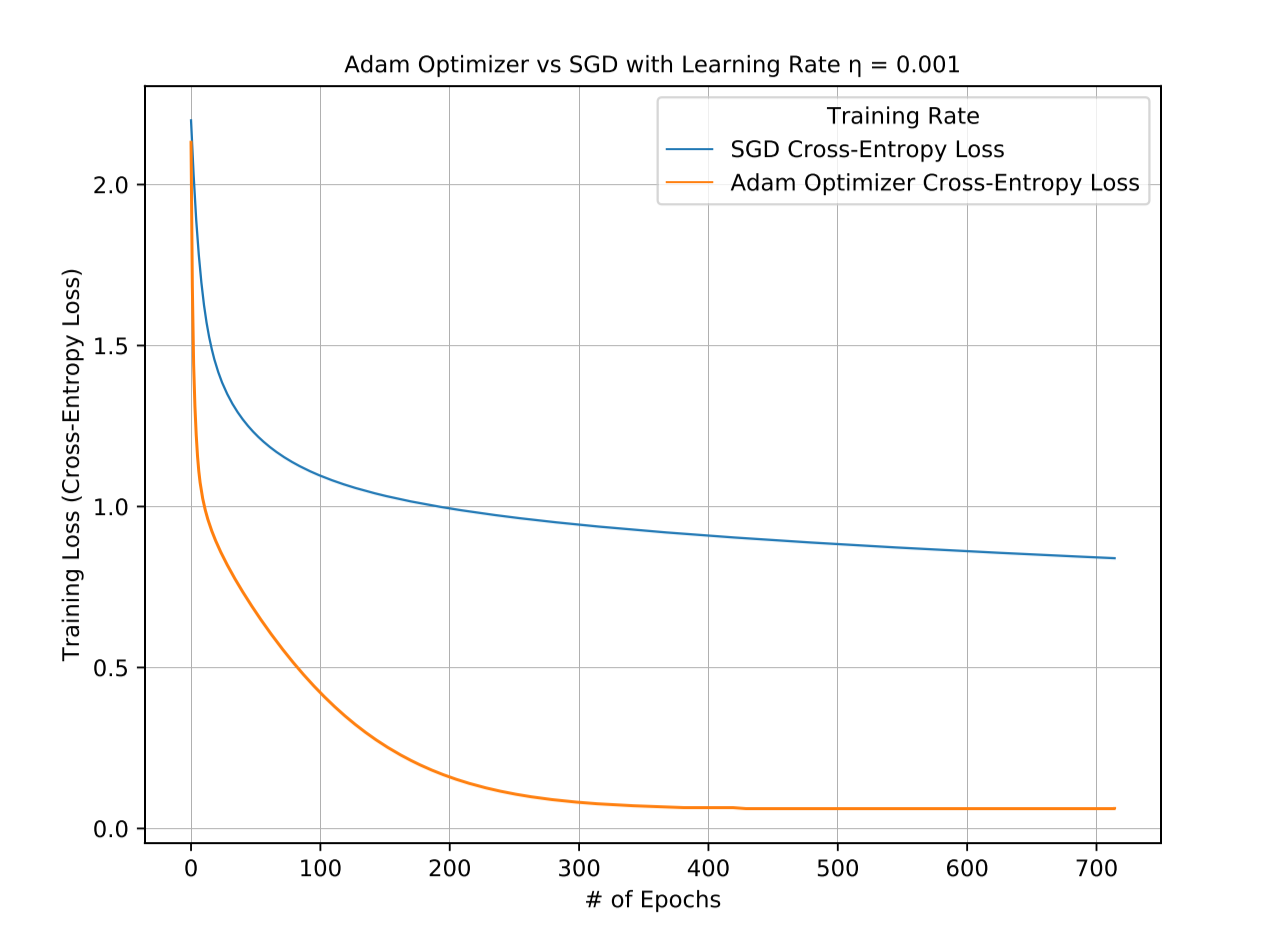 Adam Optimizer vs SGD with Learning Rate η = 0.001
Training Rate
SGD Cross-Entropy Loss
Adam Optimizer Cross-Entropy Loss
Training Loss (Cross-Entropy Loss)
2.0
1.5
1.0
0.5
0.0
0 100 200 300 400 500 600 700
# of Epochs